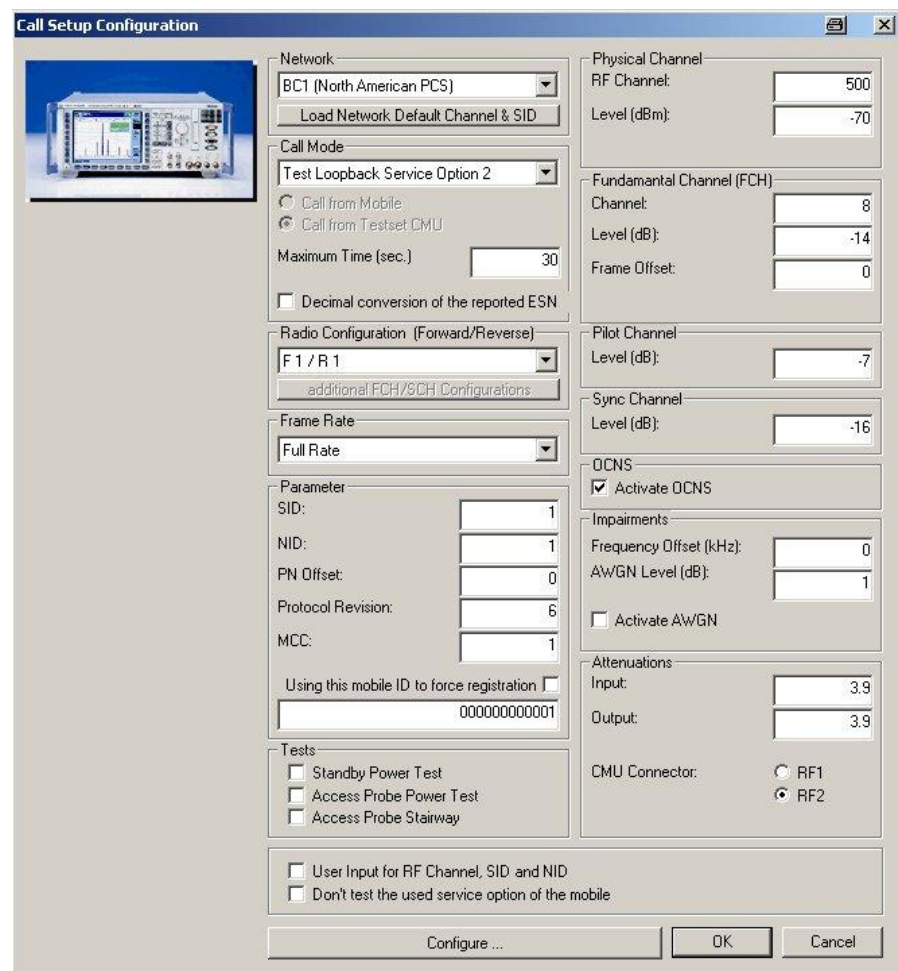 Call Setup Configuration
Network
BC1 (North American PCS)
Load Network Default Channel & SID
Call Mode
Test Loopback Service Option 2
Call from Mobile
Call from Testset CMU
Maximum Time (sec.) 30
Decimal conversion of the reported ESN
Radio Configuration (Forward/Reverse)
F 1 / R 1
additional FCH/SCH Configurations
Frame Rate
Full Rate
Parameter
SID: 1
NID: 1
PN Offset: 0
Protocol Revision: 6
MCC: 1
Using this mobile ID to force registration
000000000001
Tests
Standby Power Test
Access Probe Power Test
Access Probe Stairway
Physical Channel
RF Channel: 500
Level (dBm): -70
Fundamantal Channel (FCH)
Channel: 8
Level (dB): -14
Frame Offset: 0
Pilot Channel
Level (dB): -7
Sync Channel
Level (dB): -16
OCNS
Activate OCNS
Impairments
Frequency Offset (kHz): 0
AWGN Level (dB): 1
Activate AWGN
Attenuations
Input: 3.9
Output: 3.9
CMU Connector: RF1
RF2
User Input for RF Channel, SID and NID
Don't test the used service option of the mobile
Configure ...
OK
Cancel